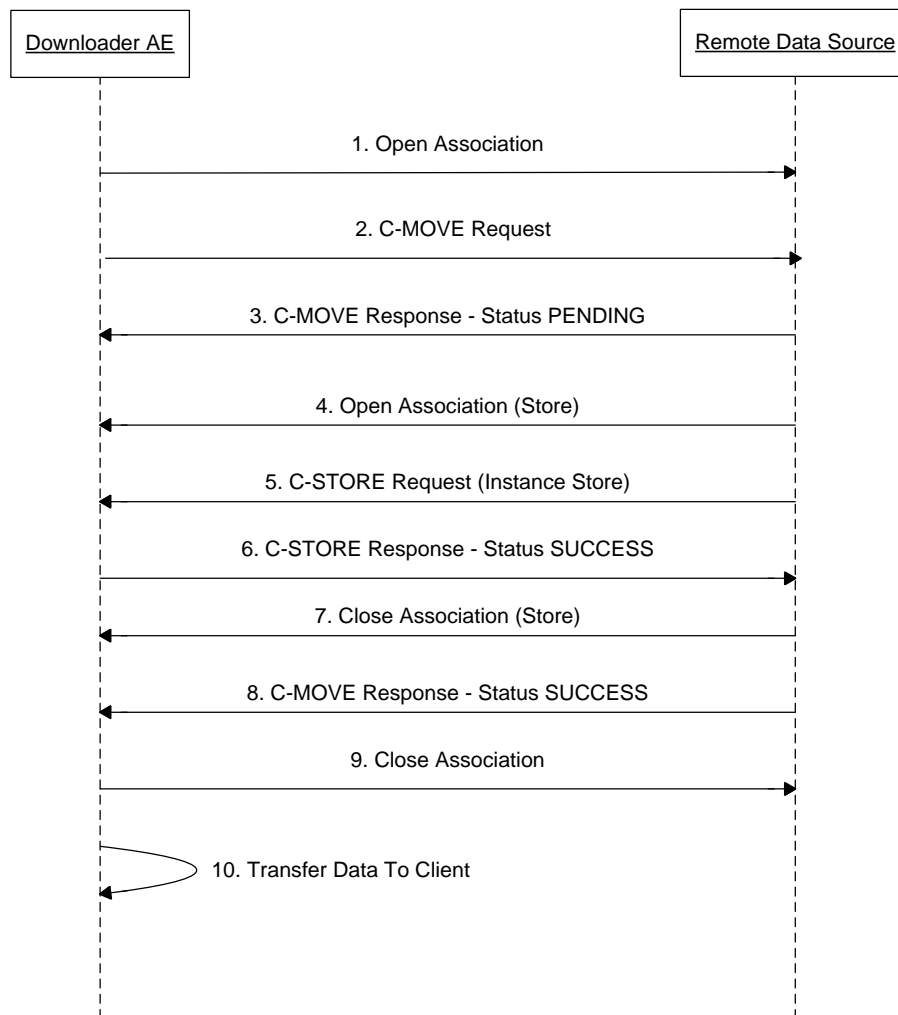 Downloader AE
Remote Data Source
1. Open Association
2. C-MOVE Request
3. C-MOVE Response - Status PENDING
4. Open Association (Store)
5. C-STORE Request (Instance Store)
6. C-STORE Response - Status SUCCESS
7. Close Association (Store)
8. C-MOVE Response - Status SUCCESS
9. Close Association
10. Transfer Data To Client